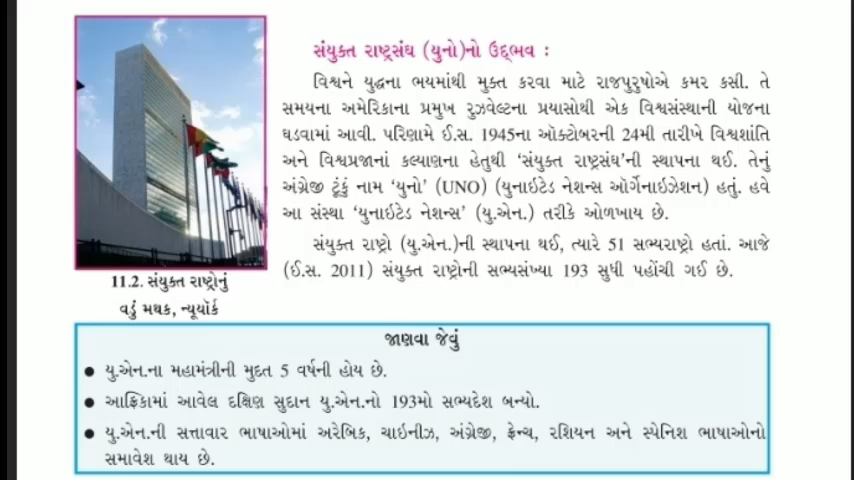 સંયુક્ત રાષ્ટ્રસંઘ (યુનો)નો ઉદ્ભવ :
વિશ્વને યુદ્ધના ભયમાંથી મુક્ત કરવા માટે રાજપુરુષોએ કમર કસી. તે
સમયના અમેરિકાના પ્રમુખ રુઝવેલ્ટના પ્રયાસોથી એક વિશ્વસંસ્થાની યોજના
ઘડવામાં આવી. પરિણામે ઈ.સ. 1945ના ઑક્ટોબરની 24મી તારીખે વિશ્વશાંતિ
અને વિશ્વપ્રજાનાં કલ્યાણના હેતુથી ‘સંયુક્ત રાષ્ટ્રસંઘ’ની સ્થાપના થઈ. તેનું
અંગ્રેજી ટૂંકું નામ ‘યુનો’ (UNO) (યુનાઇટેડ નેશન્સ ઑર્ગેનાઇઝેશન) હતું. હવે
આ સંસ્થા ‘યુનાઇટેડ નેશન્સ’ (યુ.એન.) તરીકે ઓળખાય છે.
સંયુક્ત રાષ્ટ્રો (યુ.એન.)ની સ્થાપના થઈ, ત્યારે 51 સભ્યરાષ્ટ્રો હતાં. આજે
(ઈ.સ. 2011) સંયુક્ત રાષ્ટ્રોની સભ્યસંખ્યા 193 સુધી પહોંચી ગઈ છે.
11.2. સંયુક્ત રાષ્ટ્રોનું
વડું મથક, ન્યૂયૉર્ક
જાણવા જેવું
● યુ.એન.ના મહામંત્રીની મુદત 5 વર્ષની હોય છે.
● આફ્રિકામાં આવેલ દક્ષિણ સુદાન યુ.એન.નો 193મો સભ્યદેશ બન્યો.
● યુ.એન.ની સત્તાવાર ભાષાઓમાં અરેબિક, ચાઇનીઝ, અંગ્રેજી, ફ્રેન્ચ, રશિયન અને સ્પેનિશ ભાષાઓનો
સમાવેશ થાય છે.